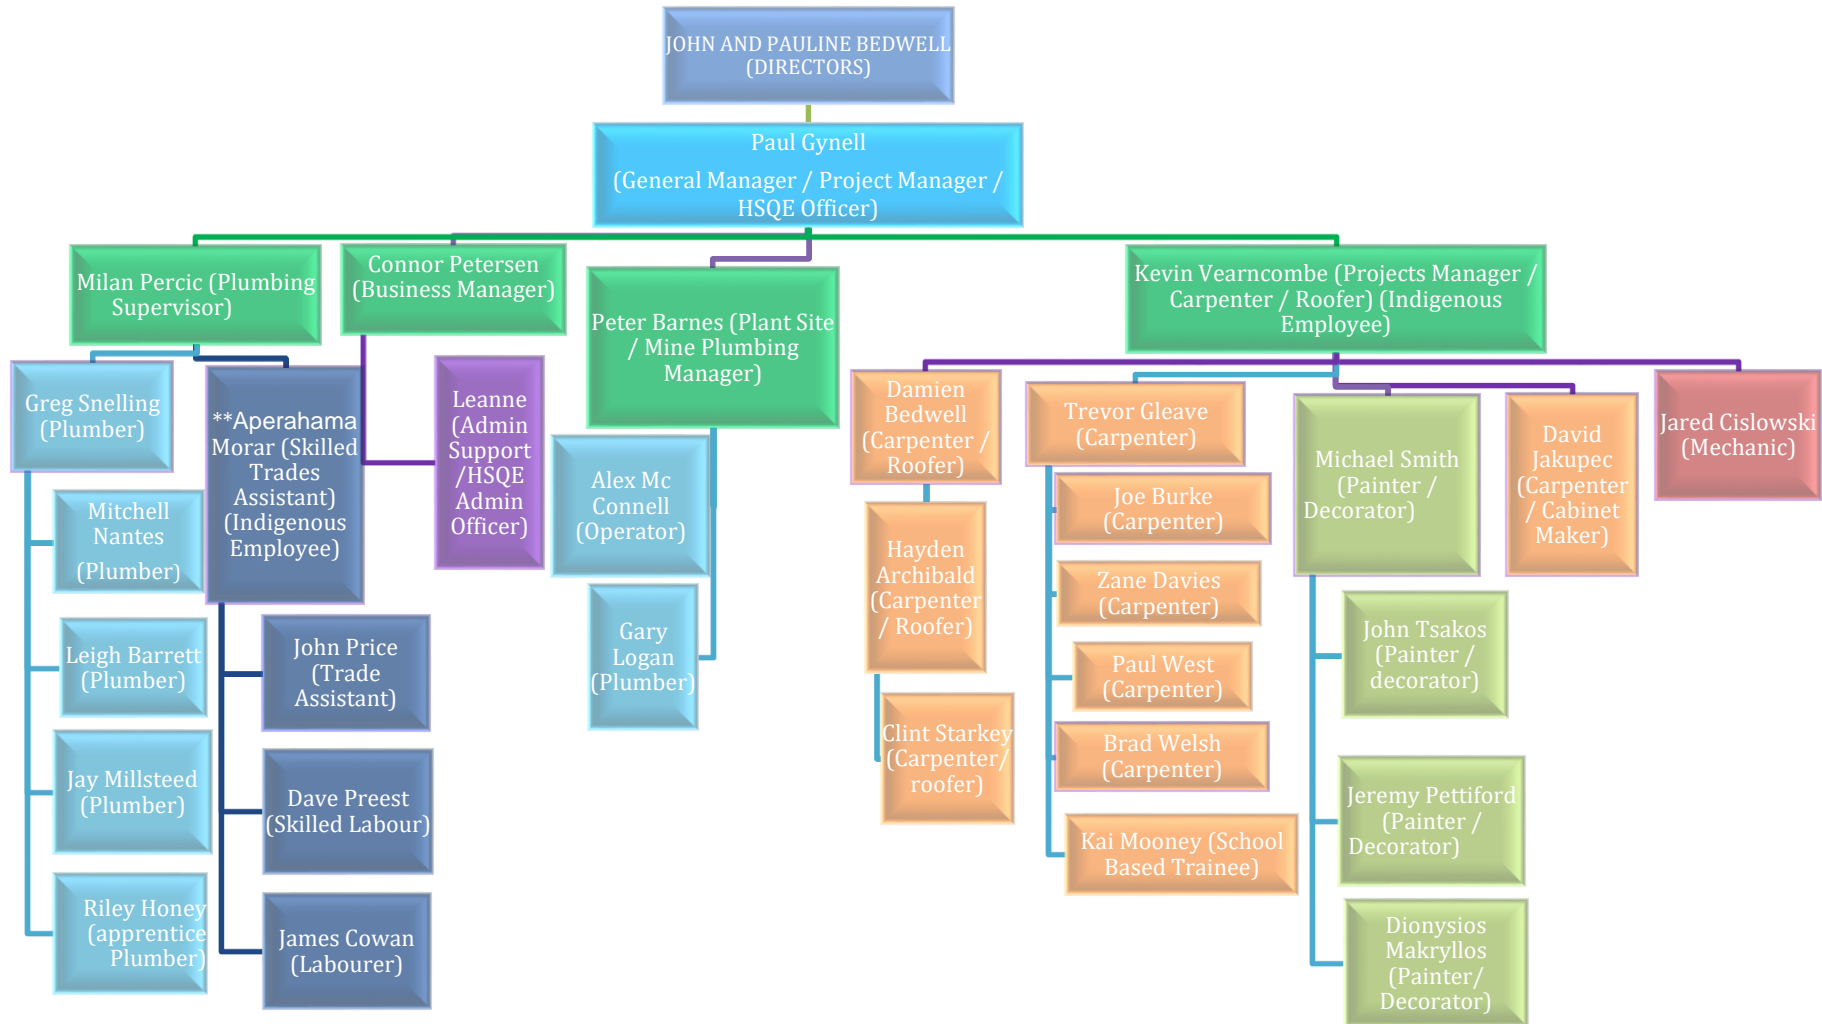 JOHN AND PAULINE BEDWELL
(DIRECTORS)
Paul Gynell
(General Manager / Project Manager /
HSQE Officer)
Milan Percic (Plumbing
Supervisor)
Connor Petersen
(Business Manager)
Peter Barnes (Plant Site
/ Mine Plumbing
Manager)
Kevin Vearncombe (Projects Manager /
Carpenter / Roofer) (Indigenous
Employee)
Greg Snelling
(Plumber)
**Aperahama
Morar (Skilled
Trades
Assistant)
(Indigenous
Employee)
Leanne
(Admin
Support
/HSQE
Admin
Officer)
Alex Mc
Connell
(Operator)
Gary
Logan
(Plumber)
Damien
Bedwell
(Carpenter /
Roofer)
Trevor Gleave
(Carpenter)
Michael Smith
(Painter /
Decorator)
David
Jakupec
(Carpenter
/ Cabinet
Maker)
Jared Cislowski
(Mechanic)
Mitchell
Nantes
(Plumber)
Leigh Barrett
(Plumber)
Jay Millsteed
(Plumber)
Riley Honey
(apprentice
Plumber)
John Price
(Trade
Assistant)
Dave Preest
(Skilled Labour)
James Cowan
(Labourer)
Hayden
Archibald
(Carpenter
/ Roofer)
Clint Starkey
(Carpenter/
roofer)
Joe Burke
(Carpenter)
Zane Davies
(Carpenter)
Paul West
(Carpenter)
Brad Welsh
(Carpenter)
Kai Mooney (School
Based Trainee)
John Tsakos
(Painter /
decorator)
Jeremy Pettiford
(Painter /
Decorator)
Dionysios
Makryllos
(Painter/
Decorator)